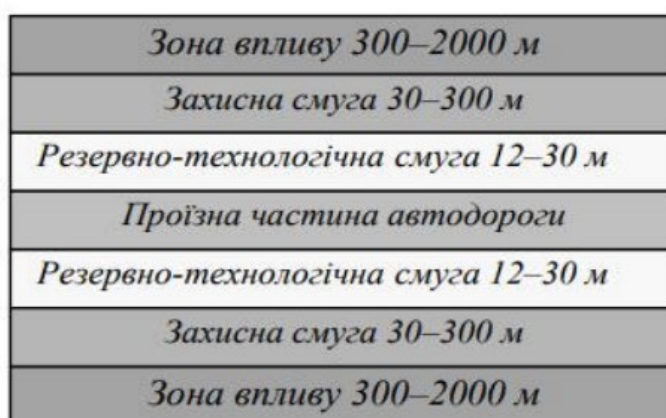 Зона впливу 300–2000 м
Захисна смуга 30–300 м
Резервно-технологічна смуга 12–30 м
Проїзна частина автодороги
Резервно-технологічна смуга 12–30 м
Захисна смуга 30–300 м
Зона впливу 300–2000 м